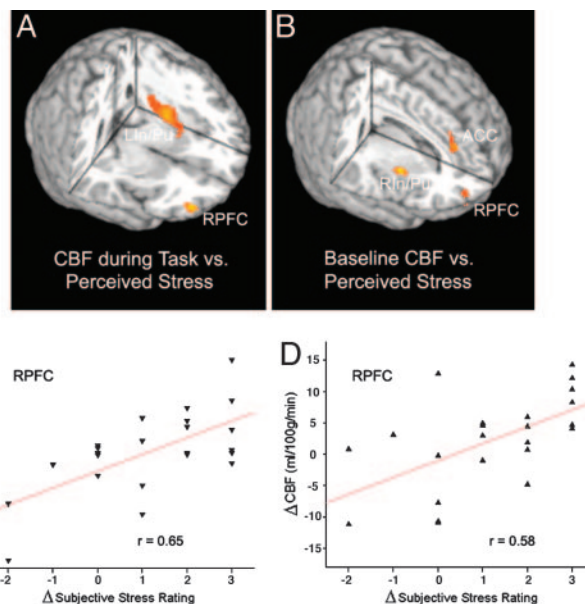 A
LIn/Pu
RPFC
CBF during Task vs.
Perceived Stress
B
ACC
RIn/Pu
RPFC
Baseline CBF vs.
Perceived Stress
RPFC
r = 0.65
-2 -1 0 1 2 3
Δ Subjective Stress Rating
D
RPFC
ΔCBF (ml/100g/min)
15
10
5
0
-5
-10
-15
r = 0.58
-2 -1 0 1 2 3
Δ Subjective Stress Rating